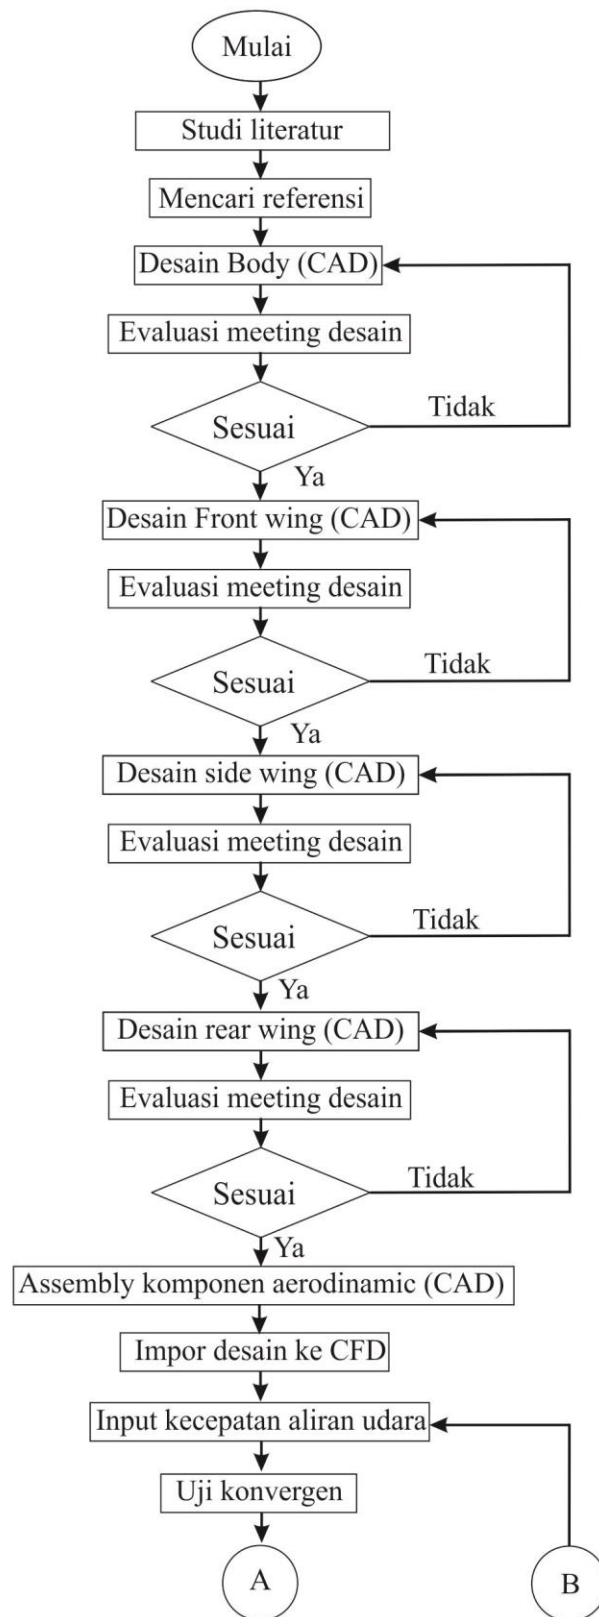 Mulai
Studi literatur
Mencari referensi
Desain Body (CAD)
Evaluasi meeting desain
Tidak
Sesuai
Ya
Desain Front wing (CAD)
Evaluasi meeting desain
Tidak
Sesuai
Ya
Desain side wing (CAD)
Evaluasi meeting desain
Tidak
Sesuai
Ya
Desain rear wing (CAD)
Evaluasi meeting desain
Tidak
Sesuai
Ya
Assembly komponen aerodinamic (CAD)
Impor desain ke CFD
Input kecepatan aliran udara
Uji konvergen
A
B